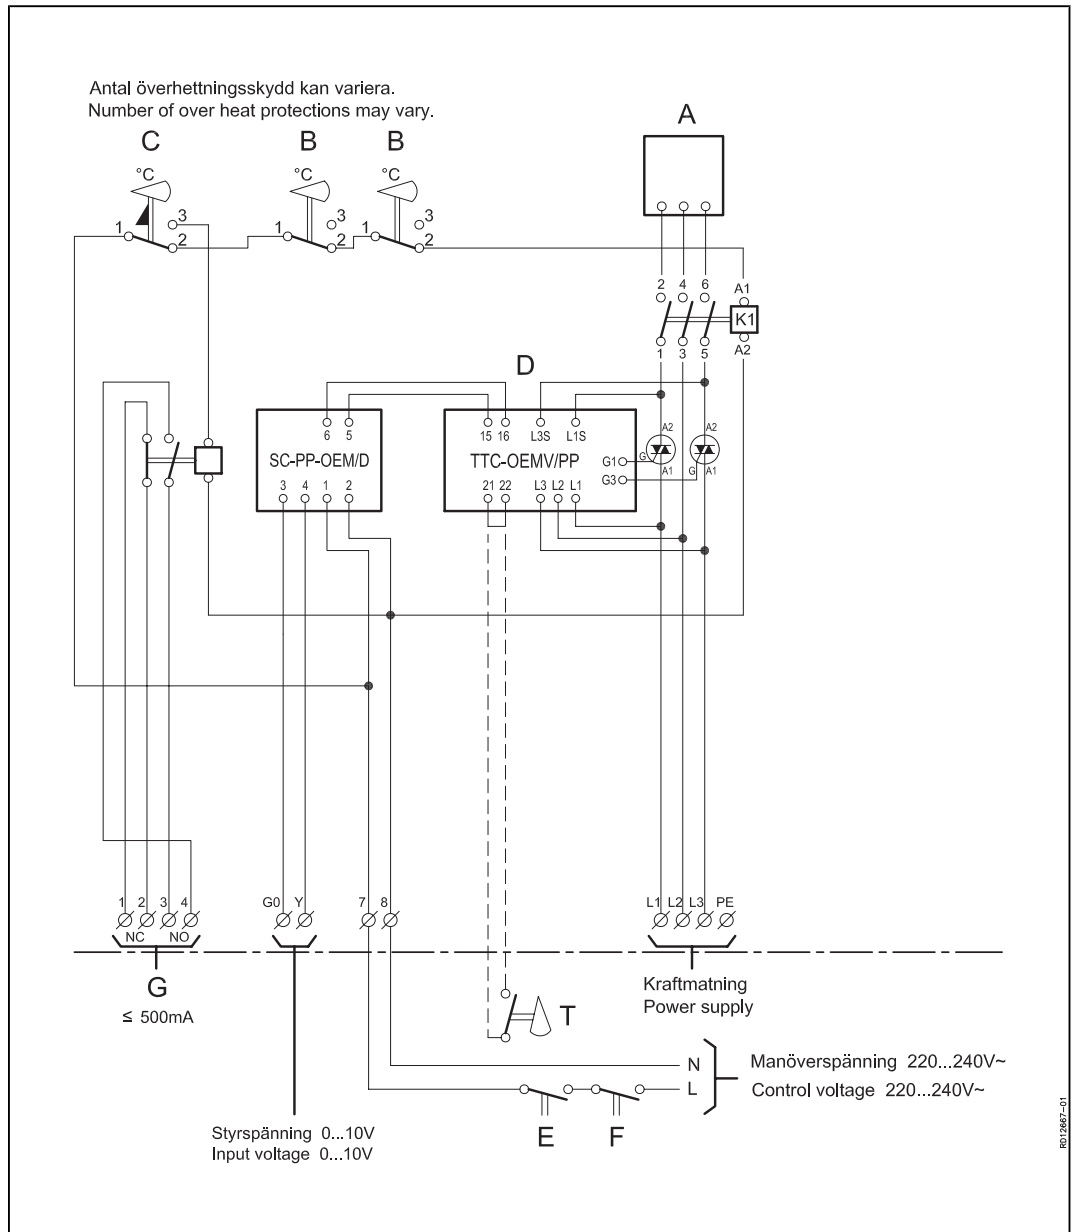 Antal överhettningsskydd kan variera.
Number of over heat protections may vary.
C B B A
°C °C °C
1 3 2 1 3 2 1 3 2
2 4 6 A1
K1
1 3 5 A2
D
6 5
SC-PP-OEM/D
3 4 1 2
15 16 L3S L1S
TTC-OEMV/PP
G1
G3
21 22 L3 L2 L1
A2 A2
G G
A1 A1
1 2 3 4 G0 Y 7 8 L1 L2 L3 PE
NC NO
G
≤ 500mA
Kraftmatning
Power supply
T
N
L
Manöverspänning 220...240V~
Control voltage 220...240V~
E F
Styrspänning 0...10V
Input voltage 0...10V
RD12667-01